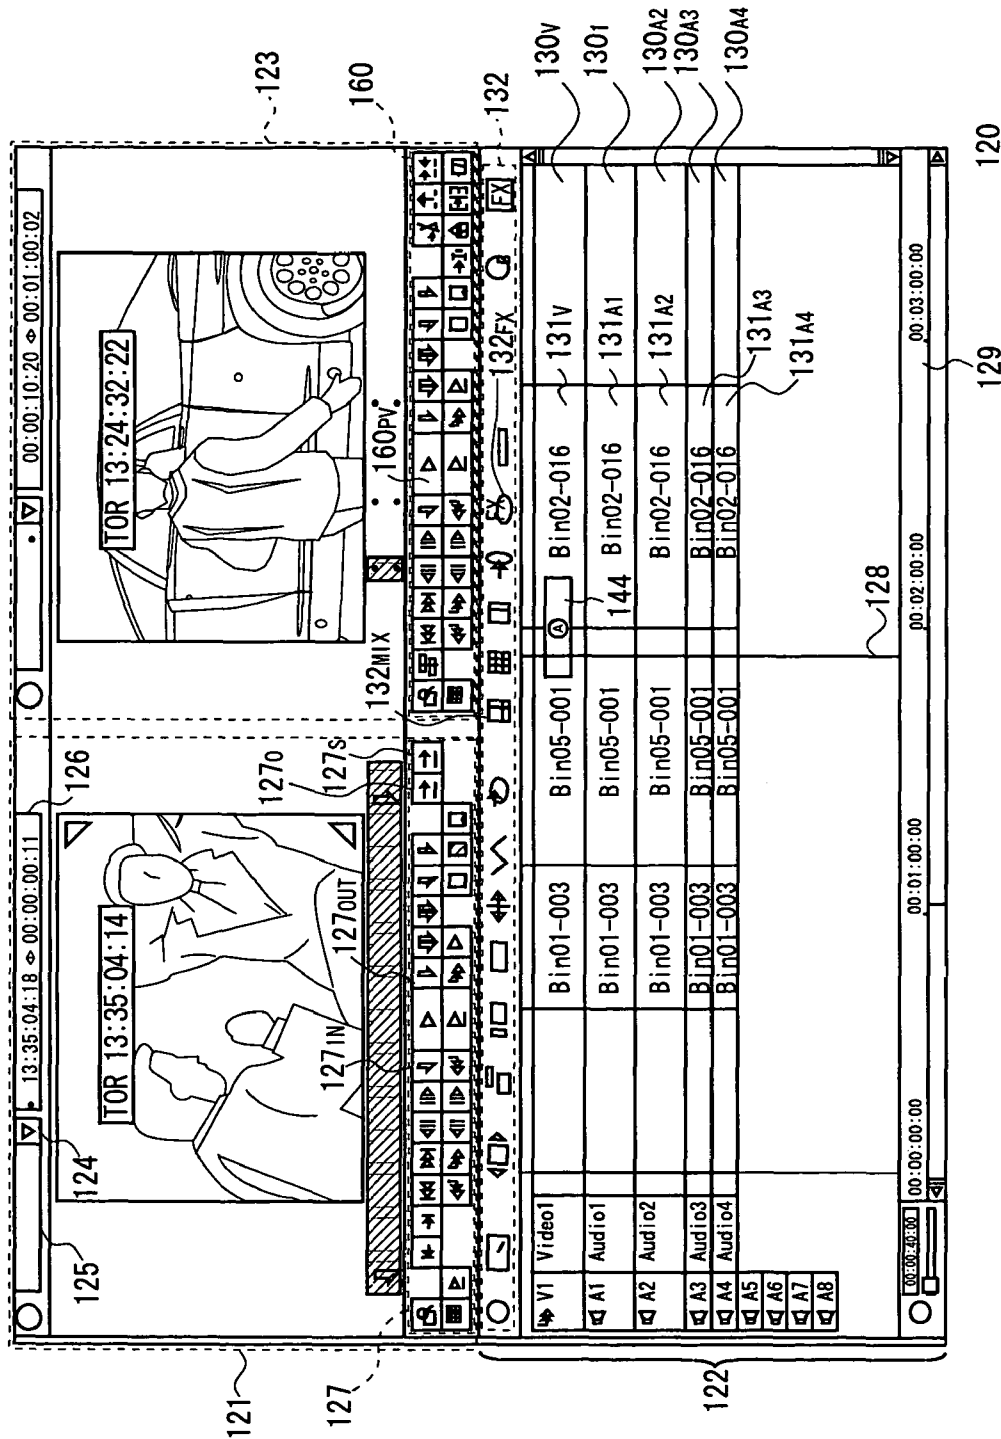 121
125
124
126
123
13:35:04:18 ⋄ 00:00:00:11
00:00:10:20 ⋄ 00:01:00:02
TOR 13:35:04:14
TOR 13:24:32:22
127
127IN
127OUT
127O
127S
132MIX
160PV
160
132FX
132
FX
FX
V1 Video1
A1 Audio1
A2 Audio2
A3 Audio3
A4 Audio4
A5
A6
A7
A8
Bin01-003 Bin05-001 Bin02-016
Bin01-003 Bin05-001 Bin02-016
Bin01-003 Bin05-001 Bin02-016
Bin01-003 Bin05-001 Bin02-016
Bin01-003 Bin05-001 Bin02-016
A
144
131V
131A1
131A2
131A3
131A4
130V
1301
130A2
130A3
130A4
128
122
00:00:40:00
00:00:00:00 00:01:00:00 00:02:00:00 00:03:00:00
129
120